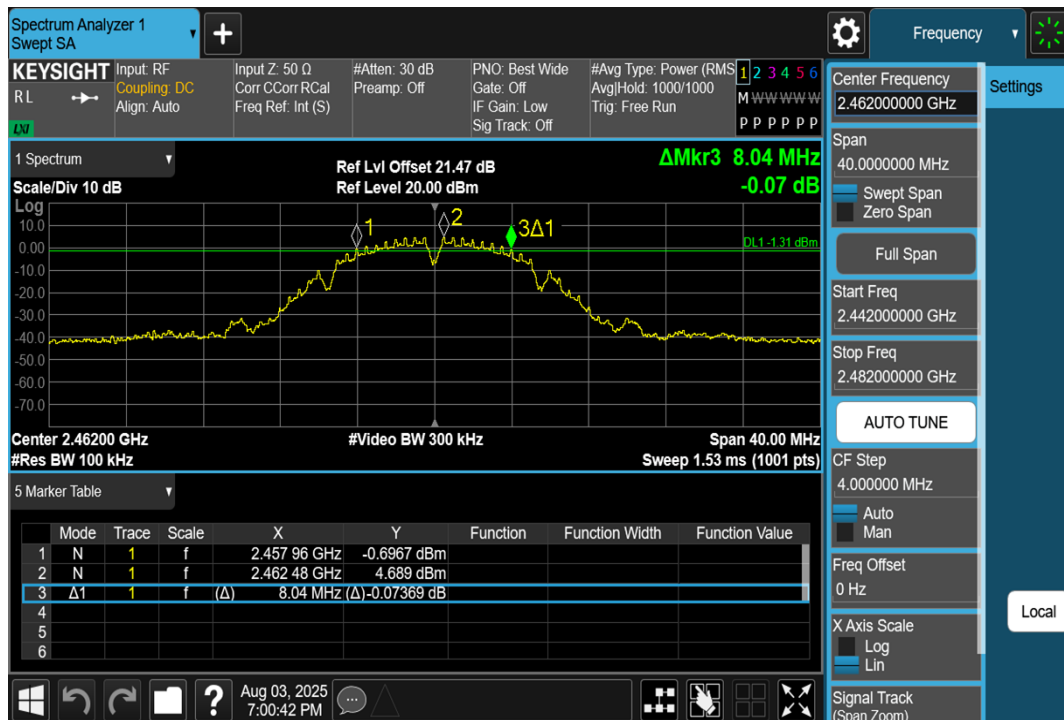 Spectrum Analyzer 1
Swept SA
+
Frequency
KEYSIGHT
RL
LXI
Input: RF
Coupling: DC
Align: Auto
Input Z: 50 Ω
Corr CCorr RCal
Freq Ref: Int (S)
#Atten: 30 dB
Preamp: Off
PNO: Best Wide
Gate: Off
IF Gain: Low
Sig Track: Off
#Avg Type: Power (RMS
Avg|Hold: 1000/1000
Trig: Free Run
1 2 3 4 5 6
M W W W W W
P P P P P P
1 Spectrum
Scale/Div 10 dB
Ref Lvl Offset 21.47 dB
Ref Level 20.00 dBm
ΔMkr3 8.04 MHz
-0.07 dB
Log
10.0
0.00
-10.0
-20.0
-30.0
-40.0
-50.0
-60.0
-70.0
1
2
3Δ1
DL1 -1.31 dBm
Center 2.46200 GHz
#Res BW 100 kHz
#Video BW 300 kHz
Span 40.00 MHz
Sweep 1.53 ms (1001 pts)
5 Marker Table
Mode Trace Scale X Y Function Function Width Function Value
1 N 1 f 2.457 96 GHz -0.6967 dBm
2 N 1 f 2.462 48 GHz 4.689 dBm
3 Δ1 1 f (Δ) 8.04 MHz (Δ) -0.07369 dB
4
5
6
Aug 03, 2025
7:00:42 PM
?
Center Frequency
2.462000000 GHz
Span
40.0000000 MHz
Swept Span
Zero Span
Full Span
Start Freq
2.442000000 GHz
Stop Freq
2.482000000 GHz
AUTO TUNE
CF Step
4.000000 MHz
Auto
Man
Freq Offset
0 Hz
X Axis Scale
Log
Lin
Signal Track
(Span Zoom)
Settings
Local